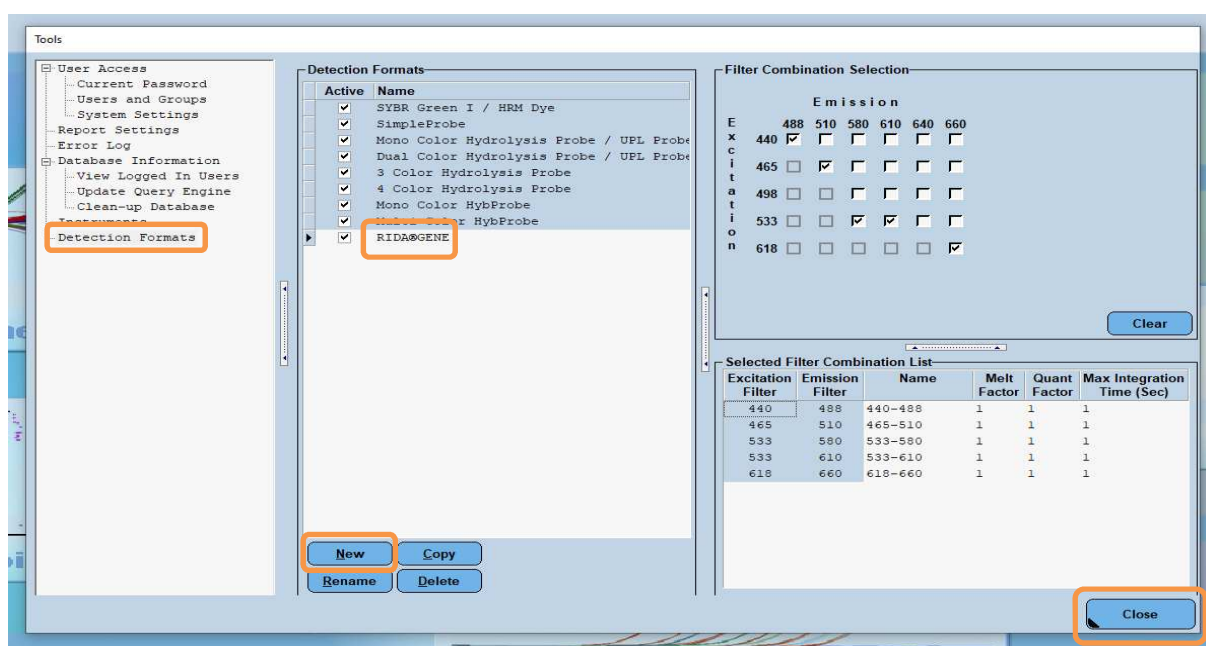 Tools
User Access
Current Password
Users and Groups
System Settings
Report Settings
Error Log
Database Information
View Logged In Users
Update Query Engine
Clean-up Database
Instruments
Detection Formats
Detection Formats
Active Name
SYBR Green I / HRM Dye
SimpleProbe
Mono Color Hydrolysis Probe / UPL Probe
Dual Color Hydrolysis Probe / UPL Probe
3 Color Hydrolysis Probe
4 Color Hydrolysis Probe
Mono Color HybProbe
Multi Color HybProbe
RIDA®GENE
New Copy
Rename Delete
Filter Combination Selection
Emission
Excitation
488 510 580 610 640 660
440
465
498
533
618
Clear
Selected Filter Combination List
Excitation Filter Emission Filter Name Melt Factor Quant Factor Max Integration Time (Sec)
440 488 440-488 1 1 1
465 510 465-510 1 1 1
533 580 533-580 1 1 1
533 610 533-610 1 1 1
618 660 618-660 1 1 1
Close